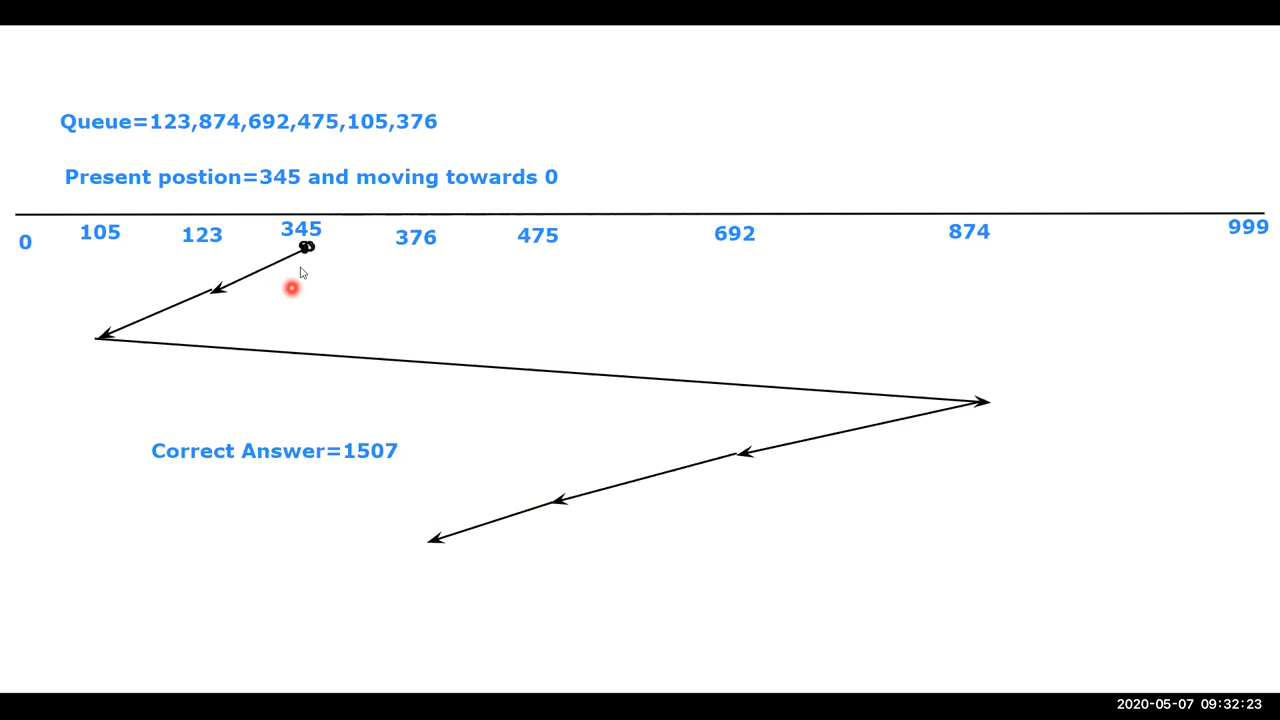 Queue=123,874,692,475,105,376
Present postion=345 and moving towards 0
0 105 123 345 376 475 692 874 999
Correct Answer=1507
2020-05-07 09:32:23